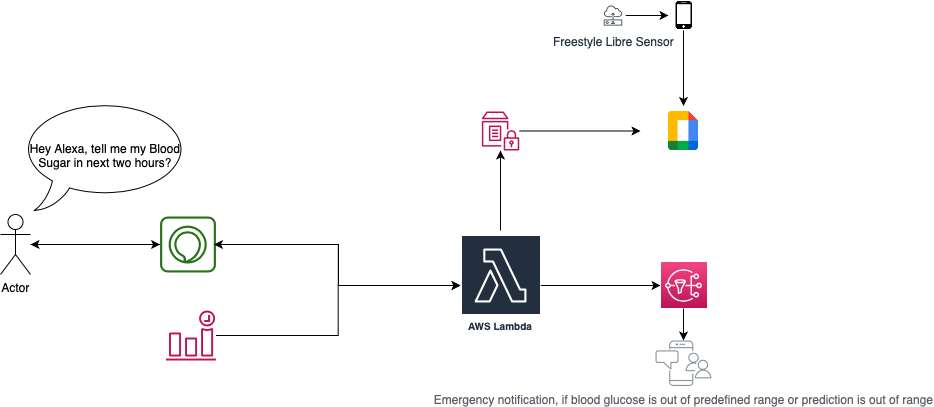 Freestyle Libre Sensor
Hey Alexa, tell me my Blood
Sugar in next two hours?
Actor
AWS Lambda
Emergency notification, if blood glucose is out of predefined range or prediction is out of range